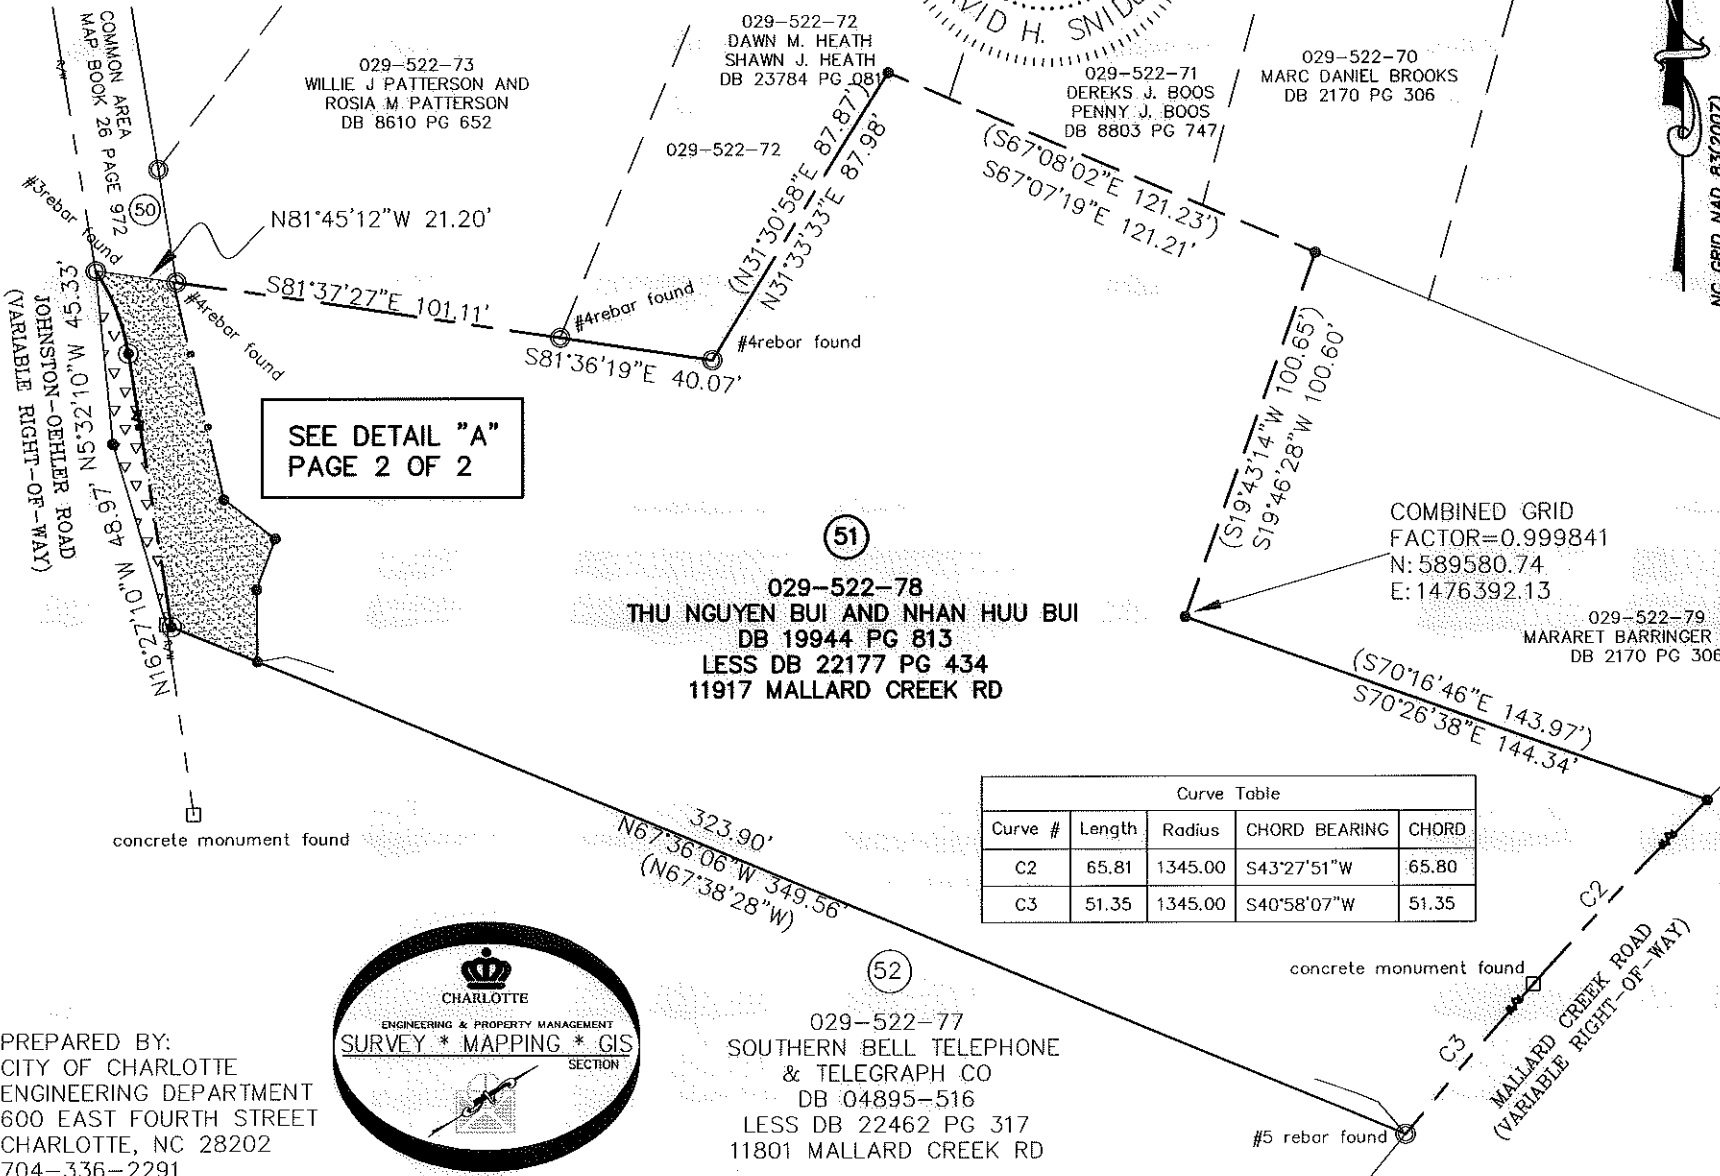 COMMON AREA
MAP BOOK 26 PAGE 972
R/W
029-522-73
WILLIE J PATTERSON AND
ROSIA M PATTERSON
DB 8610 PG 652
029-522-72
DAWN M. HEATH
SHAWN J. HEATH
DB 23784 PG 081
029-522-72
DAVID H. SNIDER
029-522-71
DEREKS J. BOOS
PENNY J. BOOS
DB 8803 PG 747
029-522-70
MARC DANIEL BROOKS
DB 2170 PG 306
NC GRID NAD 83(2007)
#3rebar found
50
N81°45'12"W 21.20'
#4rebar found
S81°37'27"E 101.11'
#4rebar found
S81°36'19"E 40.07'
#4rebar found
(N31°30'58"E 87.87')
N31°33'33"E 87.98'
(S67°08'02"E 121.23')
S67°07'19"E 121.21'
(S19°43'14"W 100.65')
S19°46'28"W 100.60'
N5°32'10"W 45.33'
N16°27'10"W 48.97'
JOHNSTON-OEHLER ROAD
(VARIABLE RIGHT-OF-WAY)
R/W
SEE DETAIL "A"
PAGE 2 OF 2
51
029-522-78
THU NGUYEN BUI AND NHAN HUU BUI
DB 19944 PG 813
LESS DB 22177 PG 434
11917 MALLARD CREEK RD
COMBINED GRID
FACTOR=0.999841
N: 589580.74
E: 1476392.13
029-522-79
MARARET BARRINGER
DB 2170 PG 306
(S70°16'46"E 143.97')
S70°26'38"E 144.34'
concrete monument found
323.90'
N67°36'06"W 349.56'
(N67°38'28"W)
Curve Table
Curve # Length Radius CHORD BEARING CHORD
C2 65.81 1345.00 S43°27'51"W 65.80
C3 51.35 1345.00 S40°58'07"W 51.35
C2
concrete monument found
C3
MALLARD CREEK ROAD
(VARIABLE RIGHT-OF-WAY)
#5 rebar found
52
029-522-77
SOUTHERN BELL TELEPHONE
& TELEGRAPH CO
DB 04895-516
LESS DB 22462 PG 317
11801 MALLARD CREEK RD
CHARLOTTE
ENGINEERING & PROPERTY MANAGEMENT
SURVEY * MAPPING * GIS
SECTION
PREPARED BY:
CITY OF CHARLOTTE
ENGINEERING DEPARTMENT
600 EAST FOURTH STREET
CHARLOTTE, NC 28202
704-336-2291